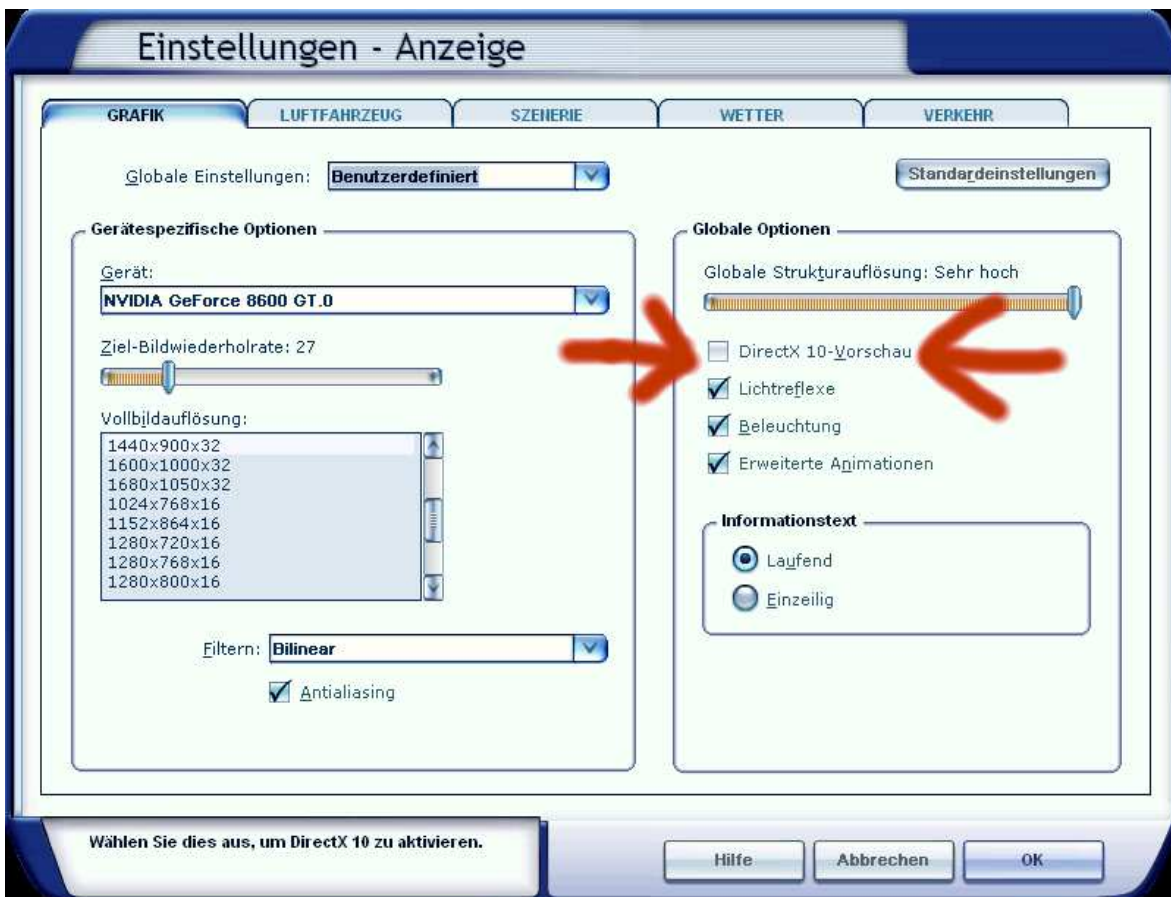 Einstellungen - Anzeige
GRAFIK
LUFTFAHRZEUG
SZENERIE
WETTER
VERKEHR
Globale Einstellungen: Benutzerdefiniert
Standardeinstellungen
Gerätespezifische Optionen
Gerät:
NVIDIA GeForce 8600 GT.0
Ziel-Bildwiederholrate: 27
Vollbildauflösung:
1440x900x32
1600x1000x32
1680x1050x32
1024x768x16
1152x864x16
1280x720x16
1280x768x16
1280x800x16
Filtern: Bilinear
Antialiasing
Globale Optionen
Globale Strukturauflösung: Sehr hoch
DirectX 10-Vorschau
Lichtreflexe
Beleuchtung
Erweiterte Animationen
Informationstext
Laufend
Einzeilig
Wählen Sie dies aus, um DirectX 10 zu aktivieren.
Hilfe
Abbrechen
OK